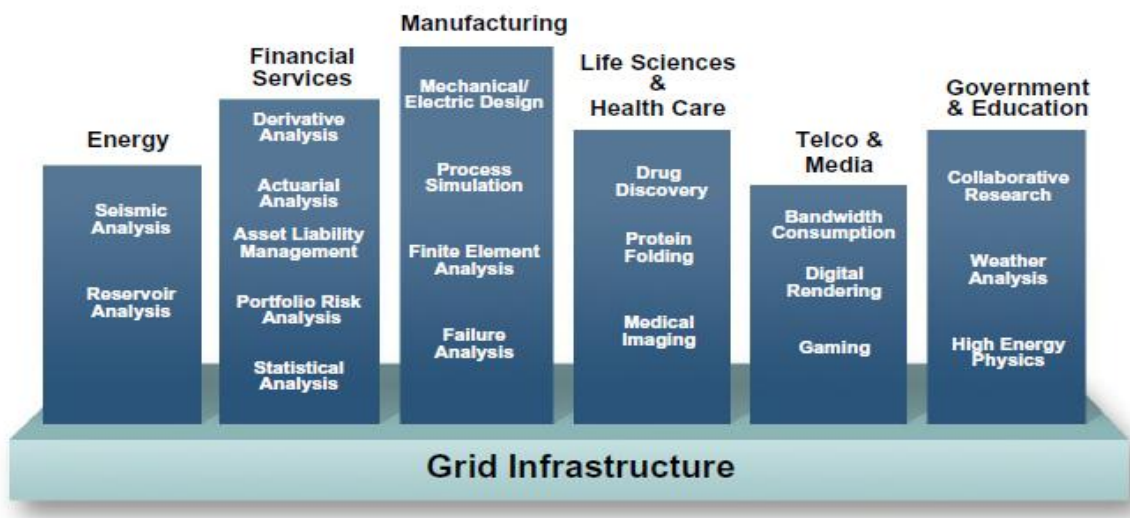 Energy
Seismic
Analysis
Reservoir
Analysis
Financial
Services
Derivative
Analysis
Actuarial
Analysis
Asset Liability
Management
Portfolio Risk
Analysis
Statistical
Analysis
Manufacturing
Mechanical/
Electric Design
Process
Simulation
Finite Element
Analysis
Failure
Analysis
Life Sciences
&
Health Care
Drug
Discovery
Protein
Folding
Medical
Imaging
Telco &
Media
Bandwidth
Consumption
Digital
Rendering
Gaming
Government
& Education
Collaborative
Research
Weather
Analysis
High Energy
Physics
Grid Infrastructure